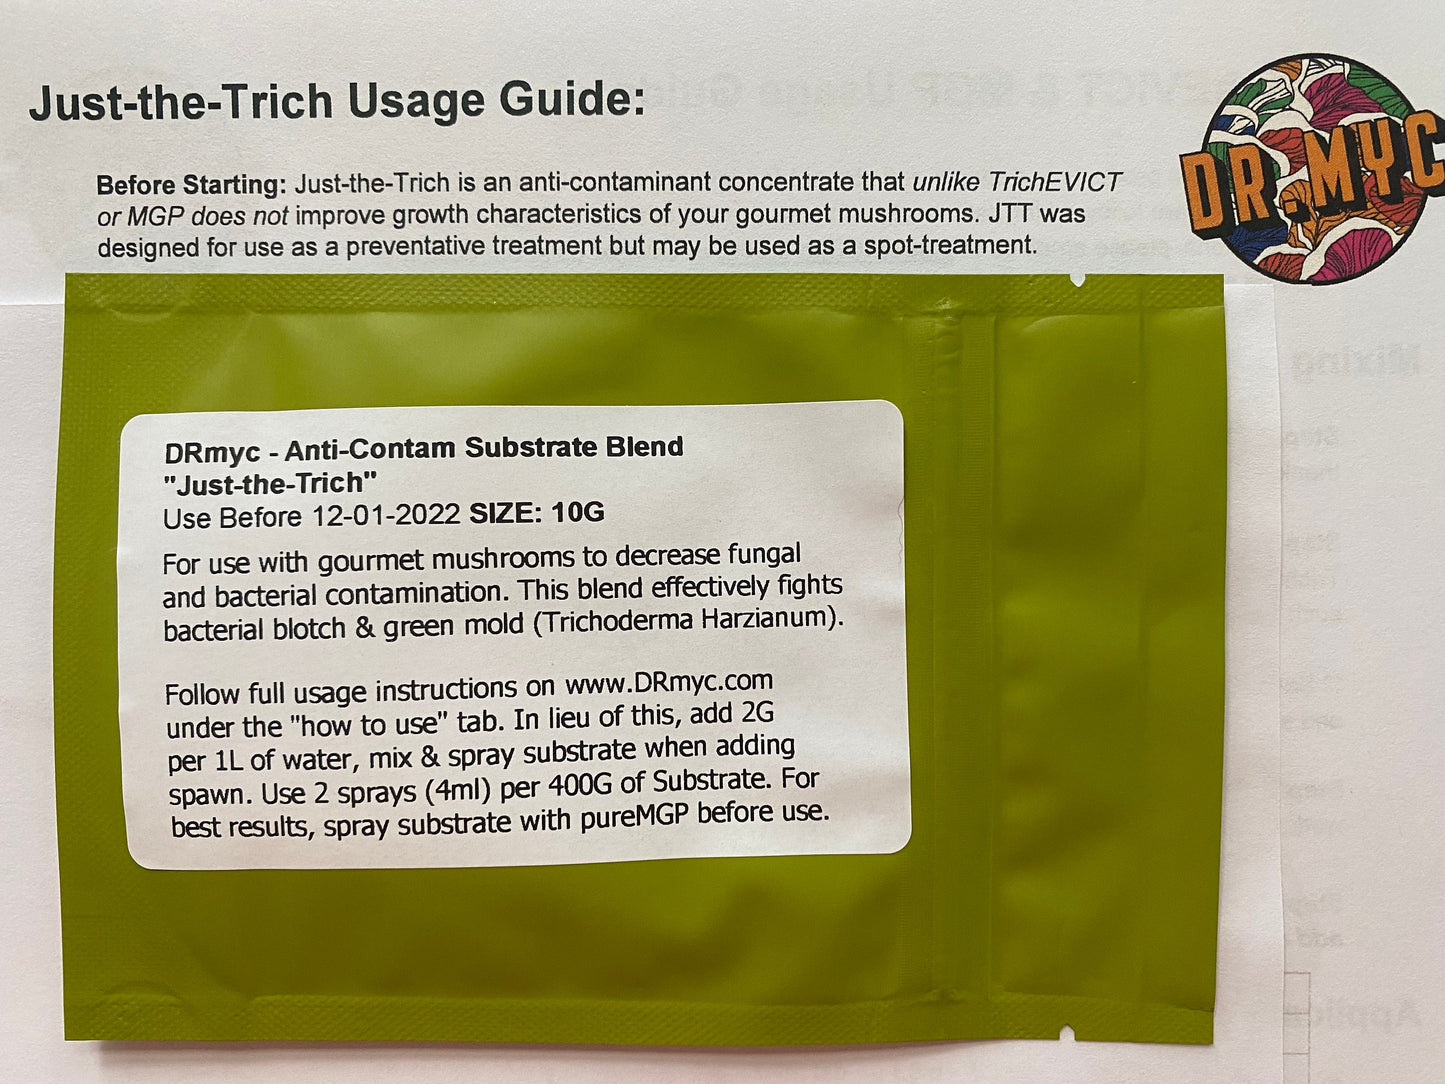 Just-the-Trich Usage Guide:
DR.MYC
Before Starting: Just-the-Trich is an anti-contaminant concentrate that unlike TrichEVICT
or MGP does not improve growth characteristics of your gourmet mushrooms. JTT was
designed for use as a preventative treatment but may be used as a spot-treatment.
DRmyc - Anti-Contam Substrate Blend
"Just-the-Trich"
Use Before 12-01-2022 SIZE: 10G
For use with gourmet mushrooms to decrease fungal
and bacterial contamination. This blend effectively fights
bacterial blotch & green mold (Trichoderma Harzianum).
Follow full usage instructions on www.DRmyc.com
under the "how to use" tab. In lieu of this, add 2G
per 1L of water, mix & spray substrate when adding
spawn. Use 2 sprays (4ml) per 400G of Substrate. For
best results, spray substrate with pureMGP before use.
Mixing